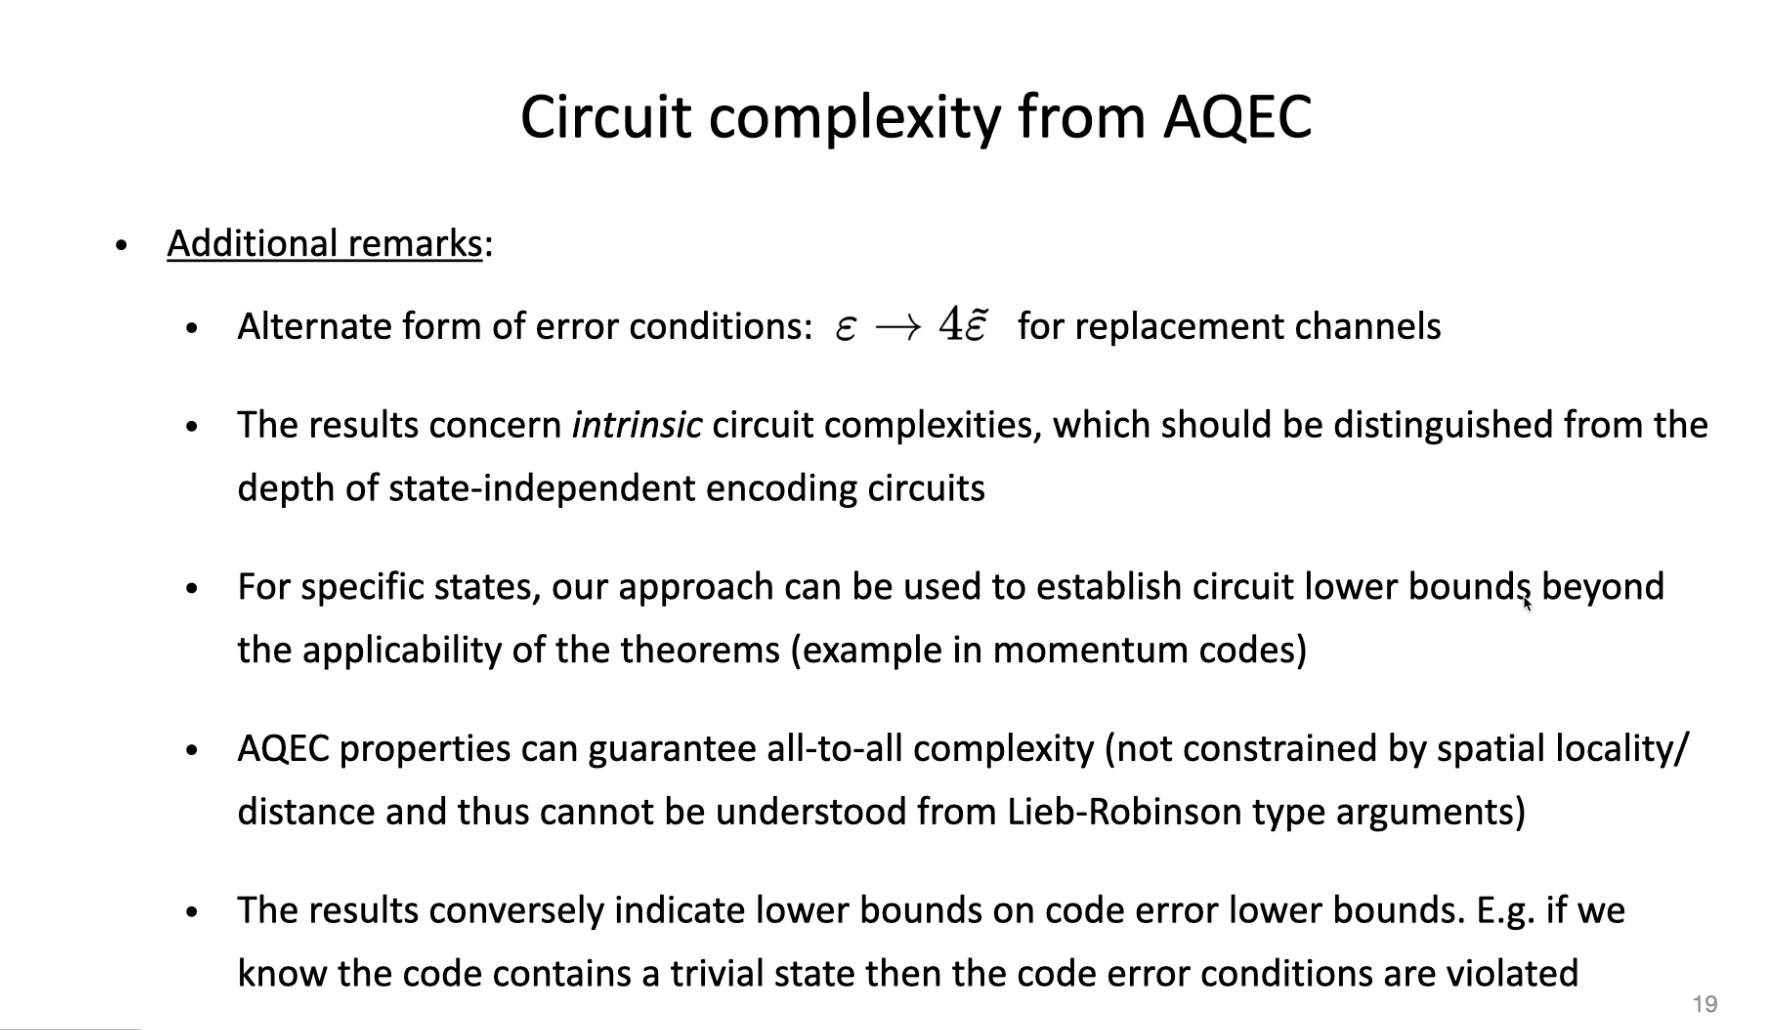 Circuit complexity from AQEC
• Additional remarks:
• Alternate form of error conditions: ε → 4ε̃ for replacement channels
• The results concern intrinsic circuit complexities, which should be distinguished from the
depth of state-independent encoding circuits
• For specific states, our approach can be used to establish circuit lower bounds beyond
the applicability of the theorems (example in momentum codes)
• AQEC properties can guarantee all-to-all complexity (not constrained by spatial locality/
distance and thus cannot be understood from Lieb-Robinson type arguments)
• The results conversely indicate lower bounds on code error lower bounds. E.g. if we
know the code contains a trivial state then the code error conditions are violated
19